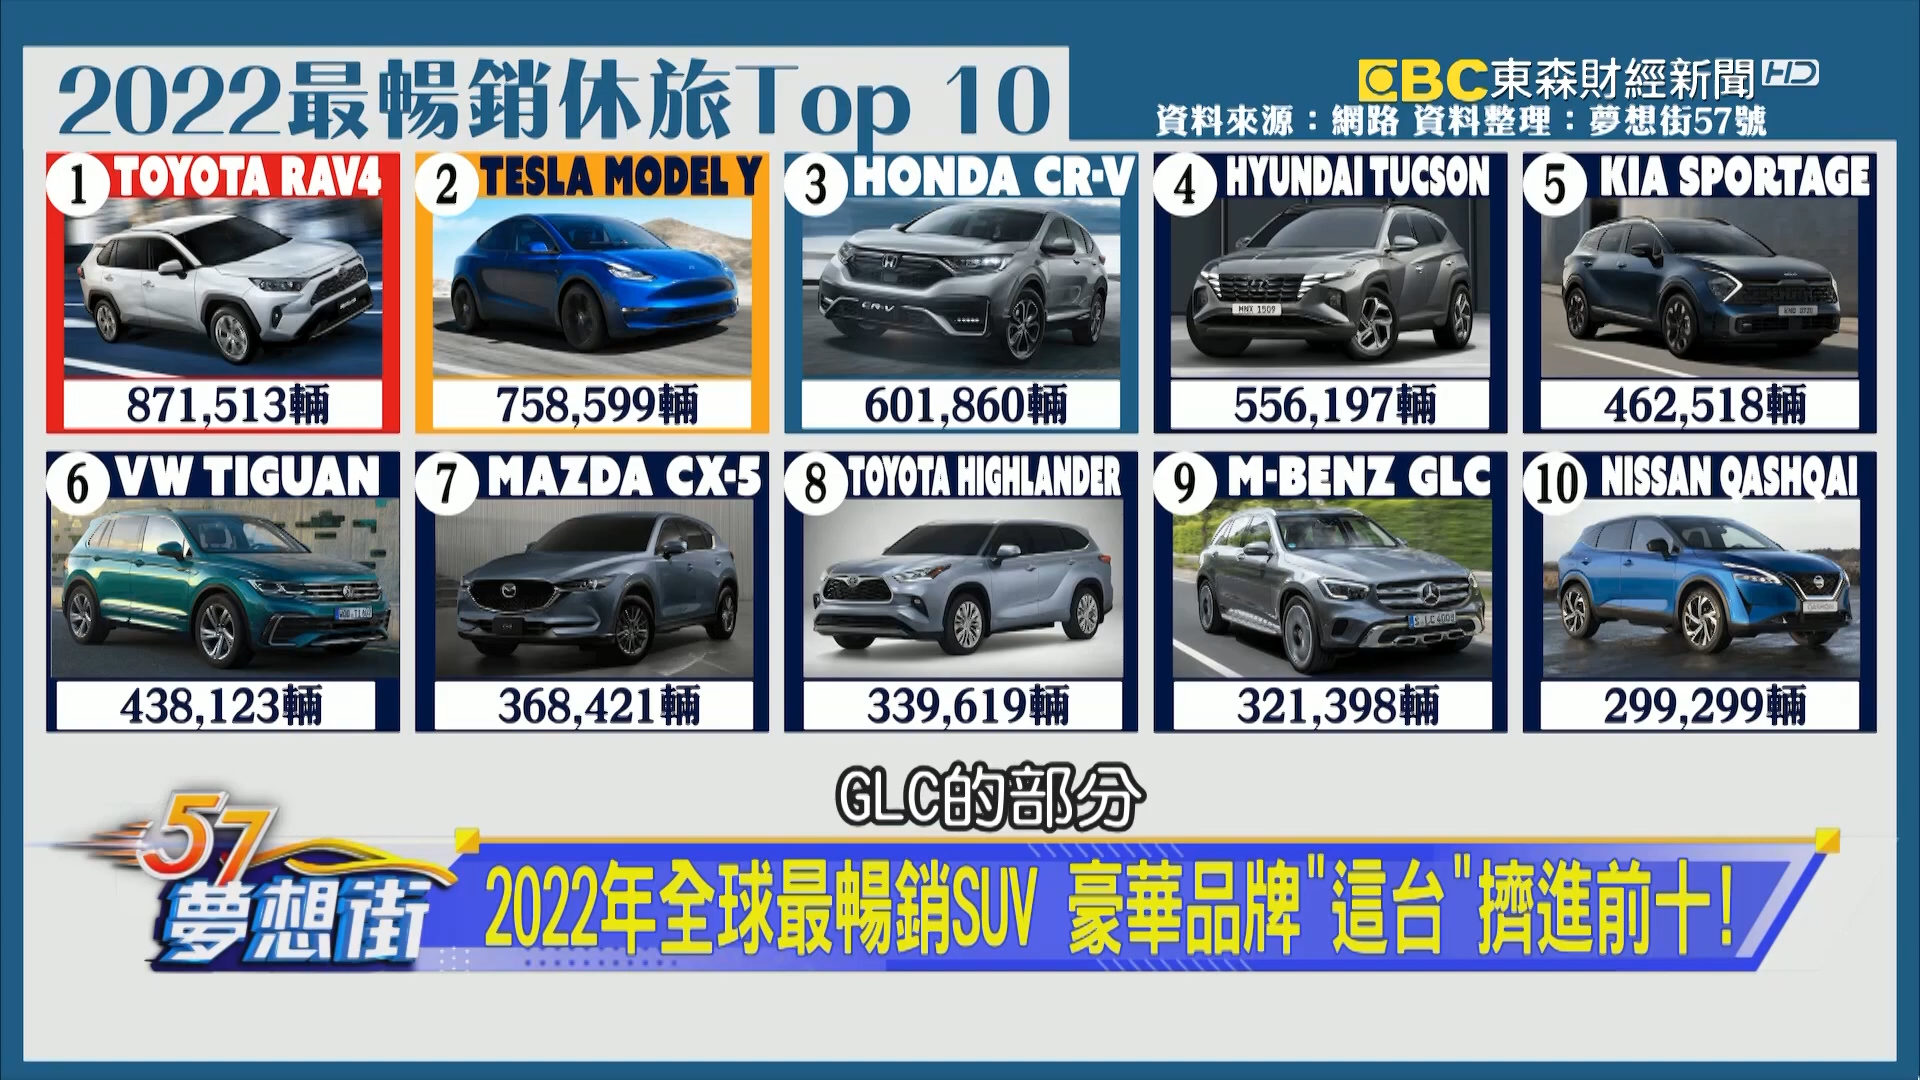 2022最暢銷休旅Top 10
EBC東森財經新聞HD
資料來源：網路 資料整理：夢想街57號
1 TOYOTA RAV4
871,513輛
2 TESLA MODEL Y
758,599輛
3 HONDA CR-V
CR-V
601,860輛
4 HYUNDAI TUCSON
MNX 1509
556,197輛
5 KIA SPORTAGE
462,518輛
6 VW TIGUAN
438,123輛
7 MAZDA CX-5
368,421輛
8 TOYOTA HIGHLANDER
339,619輛
9 M-BENZ GLC
321,398輛
10 NISSAN QASHQAI
299,299輛
GLC的部分
57夢想街
2022年全球最暢銷SUV 豪華品牌"這台"擠進前十!